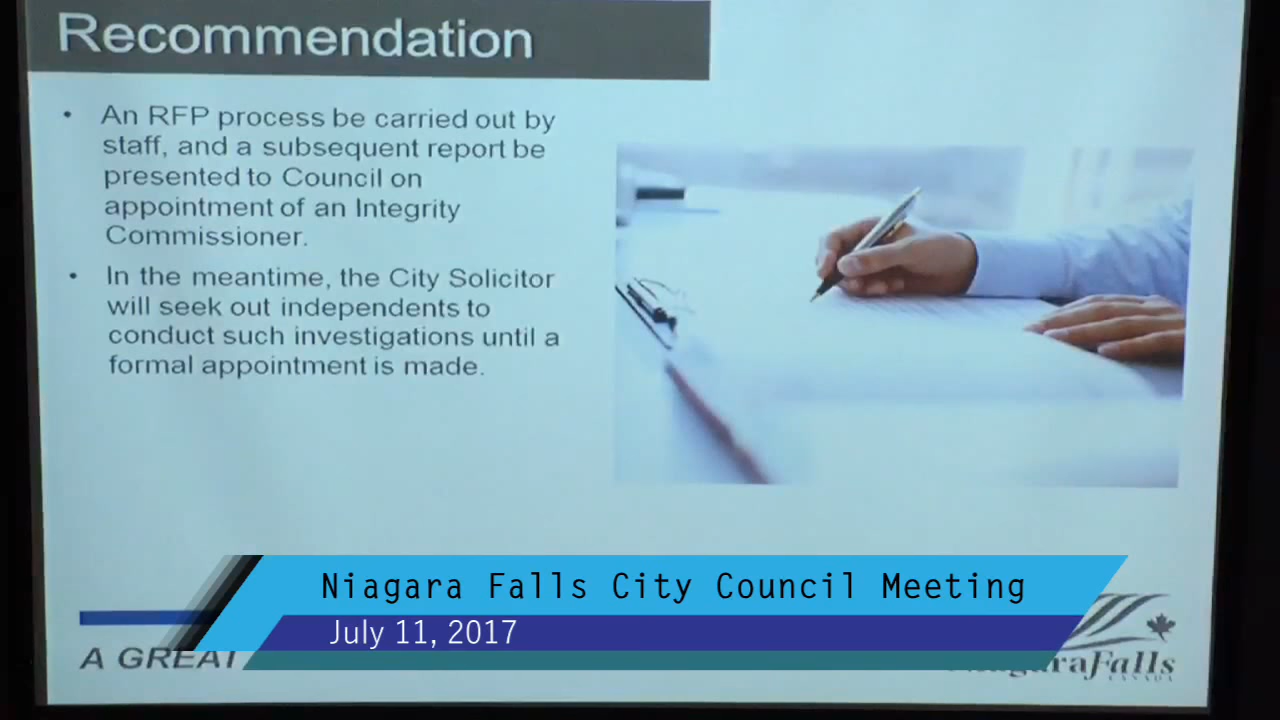 Recommendation
• An RFP process be carried out by
staff, and a subsequent report be
presented to Council on
appointment of an Integrity
Commissioner.
• In the meantime, the City Solicitor
will seek out independents to
conduct such investigations until a
formal appointment is made.
Niagara Falls City Council Meeting
July 11, 2017
A GREAT
Falls
CANADA